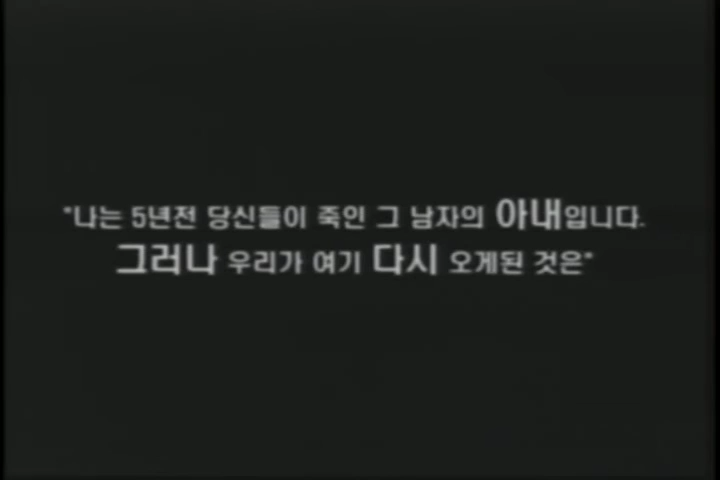 "나는 5년전 당신들이 죽인 그 남자의 아내입니다.
그러나 우리가 여기 다시 오게된 것은"